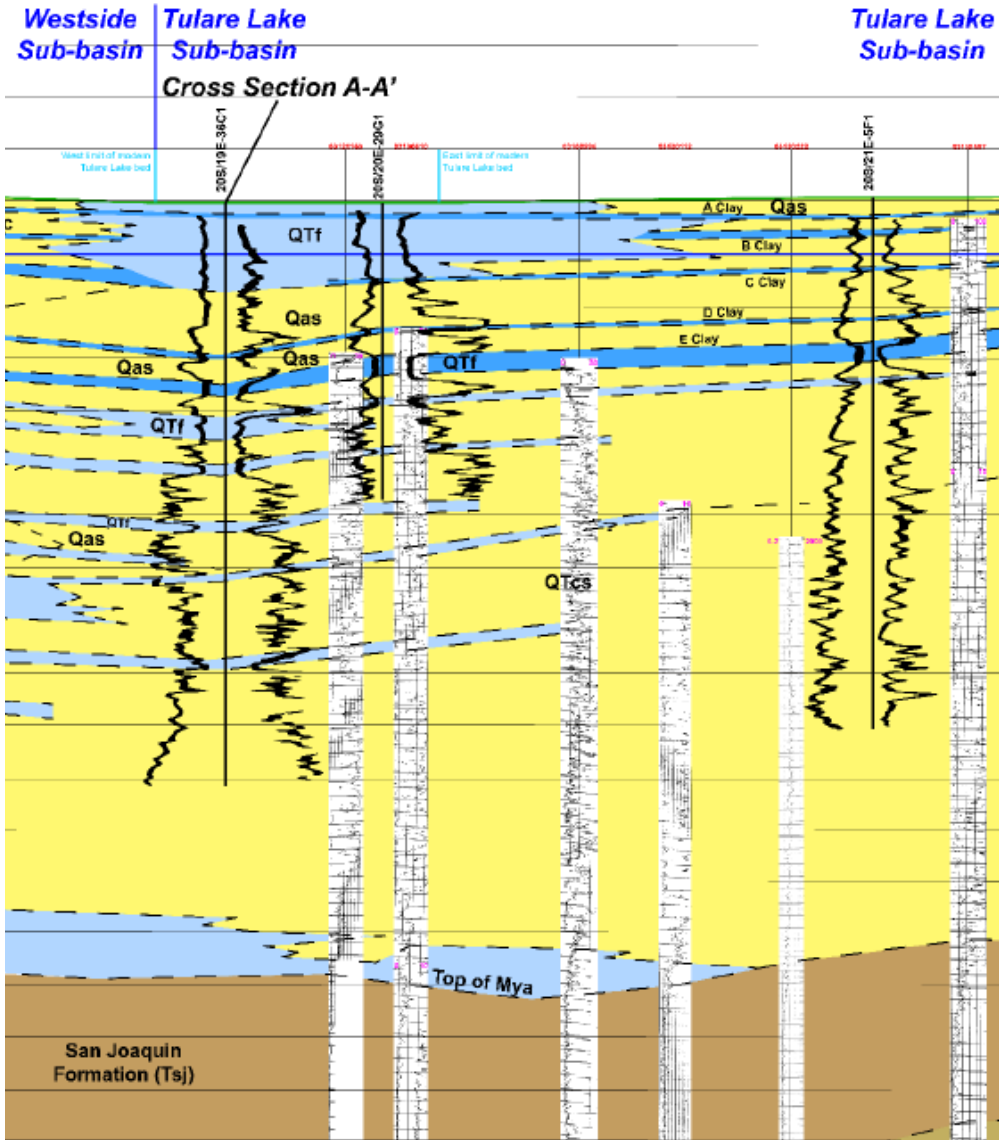 Westside
Sub-basin
Tulare Lake
Sub-basin
Tulare Lake
Sub-basin
Cross Section A-A'
20S/19E-36C1
20S/20E-29G1
20S/21E-5F1
West limit of modern
Tulare Lake bed
East limit of modern
Tulare Lake bed
A Clay
Qas
C
QTf
B Clay
C Clay
D Clay
Qas
E Clay
Qas
Qas
QTf
QTf
QTf
Qas
QTcs
Top of Mya
San Joaquin
Formation (Tsj)